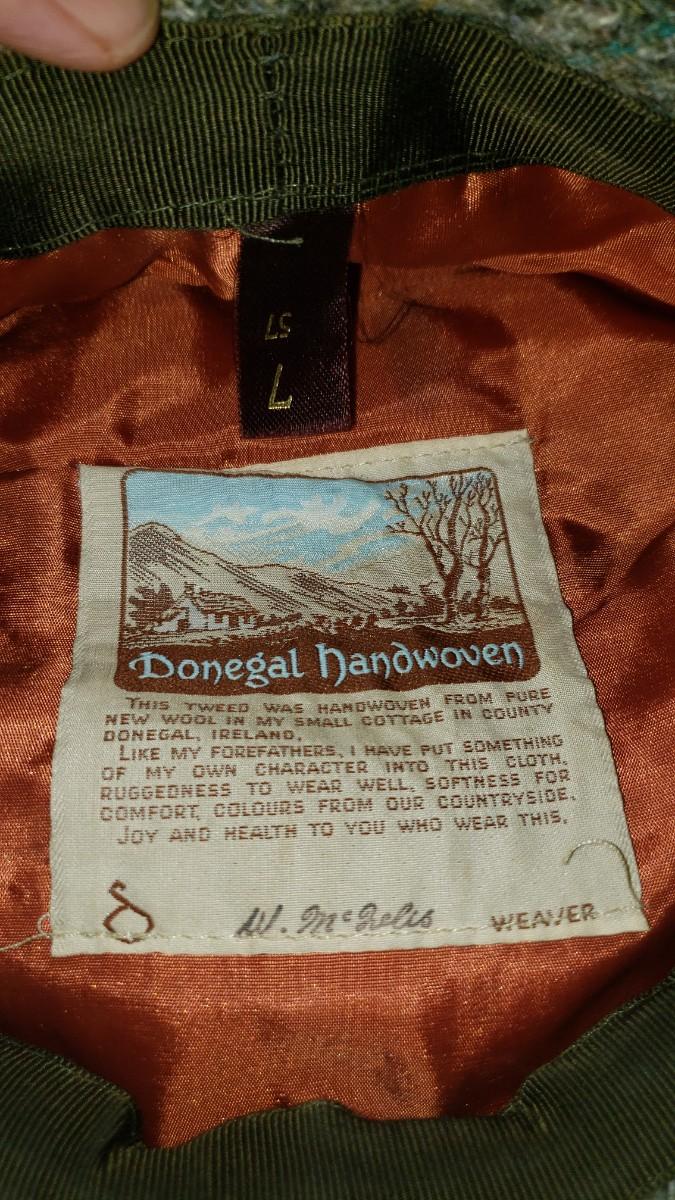 57
7
Donegal Handwoven
THIS TWEED WAS HANDWOVEN FROM PURE
NEW WOOL IN MY SMALL COTTAGE IN COUNTY
DONEGAL, IRELAND.
LIKE MY FOREFATHERS, I HAVE PUT SOMETHING
OF MY OWN CHARACTER INTO THIS CLOTH.
RUGGEDNESS TO WEAR WELL. SOFTNESS FOR
COMFORT, COLOURS FROM OUR COUNTRYSIDE.
JOY AND HEALTH TO YOU WHO WEAR THIS.
W. WEAVER